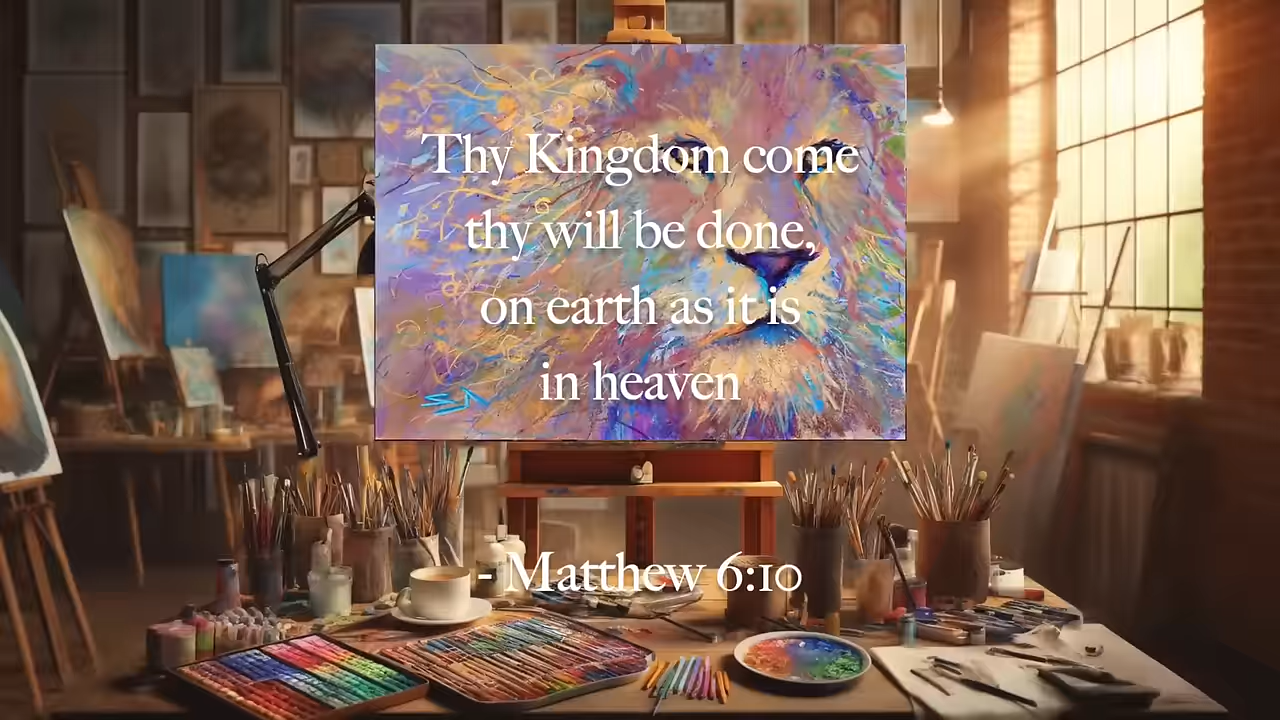 Thy Kingdom come
thy will be done,
on earth as it is
in heaven
- Matthew 6:10